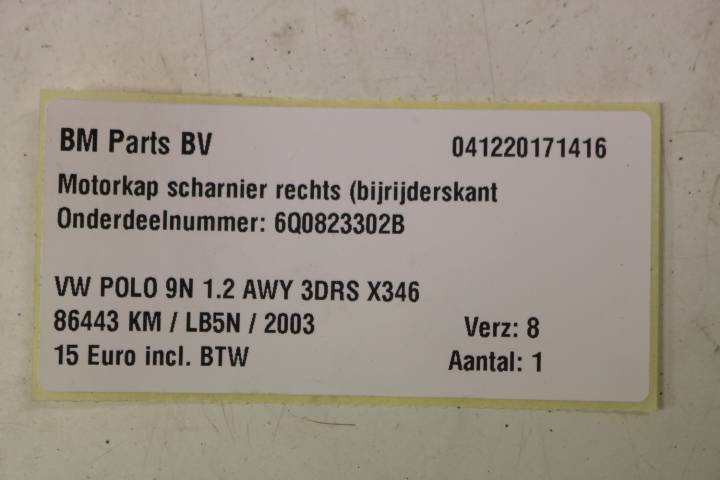 BM Parts BV 041220171416
Motorkap scharnier rechts (bijrijderskant
Onderdeelnummer: 6Q0823302B
VW POLO 9N 1.2 AWY 3DRS X346
86443 KM / LB5N / 2003 Verz: 8
15 Euro incl. BTW Aantal: 1